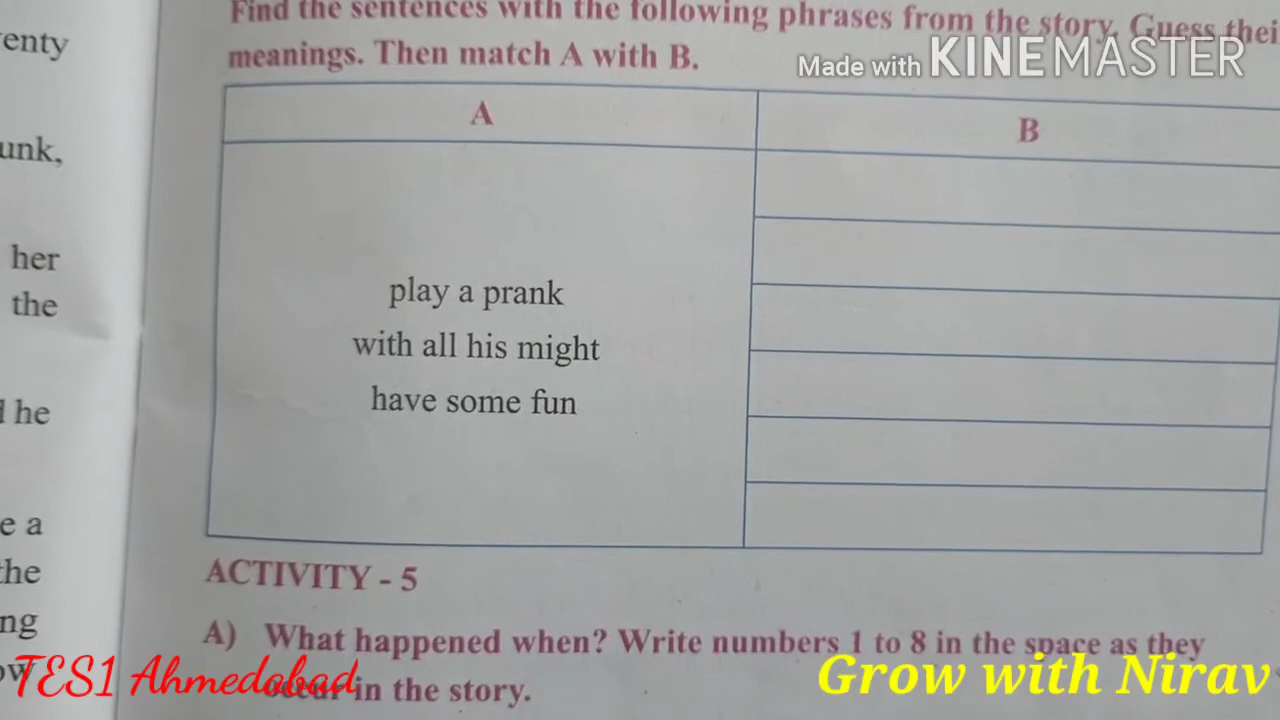 Find the sentences with the following phrases from the story. Guess thei
meanings. Then match A with B.
Made with KINEMASTER
enty
unk,
her
the
he
e a
the
ng
ow
A
B
play a prank
with all his might
have some fun
ACTIVITY - 5
A) What happened when? Write numbers 1 to 8 in the space as they
in the story.
TES1 Ahmedabad
Grow with Nirav